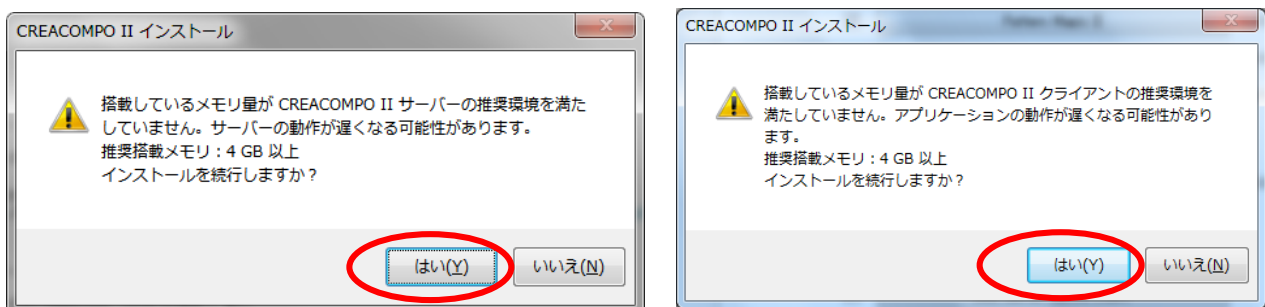 CREACOMPO II インストール
搭載しているメモリ量が CREACOMPO II サーバーの推奨環境を満た
していません。サーバーの動作が遅くなる可能性があります。
推奨搭載メモリ：4 GB 以上
インストールを続行しますか？
はい(Y)
いいえ(N)
CREACOMPO II インストール
搭載しているメモリ量が CREACOMPO II クライアントの推奨環境を
満たしていません。アプリケーションの動作が遅くなる可能性があり
ます。
推奨搭載メモリ：4 GB 以上
インストールを続行しますか？
はい(Y)
いいえ(N)